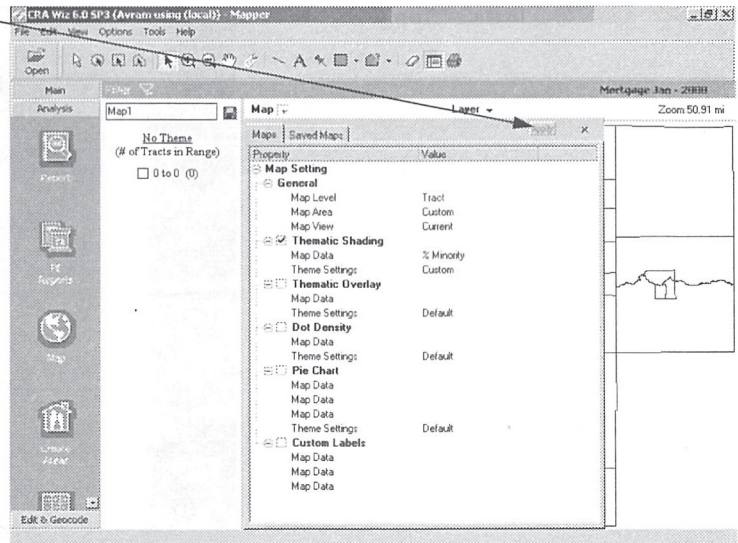 CRA Wiz 6.0 SP3 (Avram using (local)) - Mapper
File Edit View Options Tools Help
Open
Main
Filter
Mortgage Jan - 2000
Analysis
Map1
Map
Layer
Zoom 50.91 mi
No Theme
(# of Tracts in Range)
0 to 0 (0)
Maps
Saved Maps
Apply
Property Value
Map Setting
General
Map Level Tract
Map Area Custom
Map View Current
Thematic Shading
Map Data % Minority
Theme Settings Custom
Thematic Overlay
Map Data
Theme Settings Default
Dot Density
Map Data
Theme Settings Default
Pie Chart
Map Data
Map Data
Map Data
Theme Settings Default
Custom Labels
Map Data
Map Data
Map Data
Report
Reports
Map
Areas
Edit & Geocode